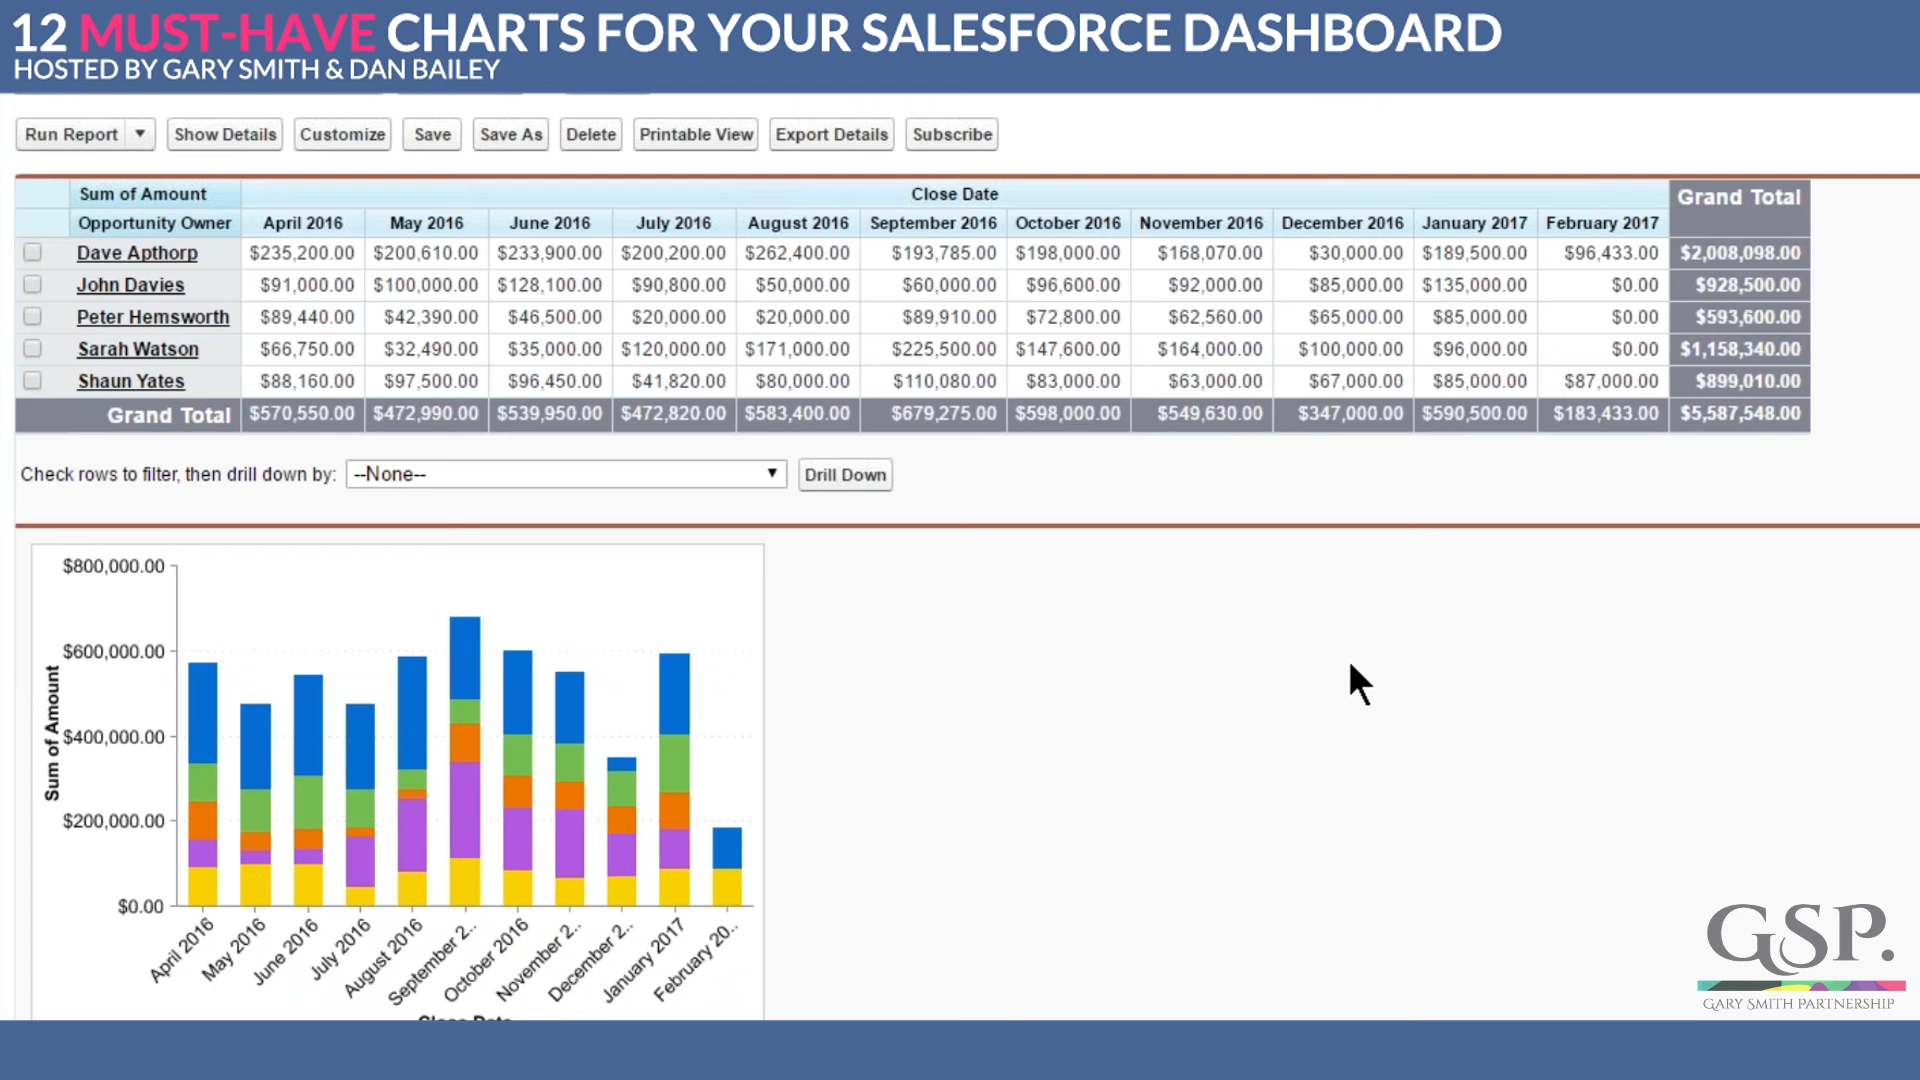 12 MUST-HAVE CHARTS FOR YOUR SALESFORCE DASHBOARD
HOSTED BY GARY SMITH & DAN BAILEY
Run Report Show Details Customize Save Save As Delete Printable View Export Details Subscribe
Sum of Amount Close Date Grand Total
Opportunity Owner April 2016 May 2016 June 2016 July 2016 August 2016 September 2016 October 2016 November 2016 December 2016 January 2017 February 2017
Dave Apthorp $235,200.00 $200,610.00 $233,900.00 $200,200.00 $262,400.00 $193,785.00 $198,000.00 $168,070.00 $30,000.00 $189,500.00 $96,433.00 $2,008,098.00
John Davies $91,000.00 $100,000.00 $128,100.00 $90,800.00 $50,000.00 $60,000.00 $96,600.00 $92,000.00 $85,000.00 $135,000.00 $0.00 $928,500.00
Peter Hemsworth $89,440.00 $42,390.00 $46,500.00 $20,000.00 $20,000.00 $89,910.00 $72,800.00 $62,560.00 $65,000.00 $85,000.00 $0.00 $593,600.00
Sarah Watson $66,750.00 $32,490.00 $35,000.00 $120,000.00 $171,000.00 $225,500.00 $147,600.00 $164,000.00 $100,000.00 $96,000.00 $0.00 $1,158,340.00
Shaun Yates $88,160.00 $97,500.00 $96,450.00 $41,820.00 $80,000.00 $110,080.00 $83,000.00 $63,000.00 $67,000.00 $85,000.00 $87,000.00 $899,010.00
Grand Total $570,550.00 $472,990.00 $539,950.00 $472,820.00 $583,400.00 $679,275.00 $598,000.00 $549,630.00 $347,000.00 $590,500.00 $183,433.00 $5,587,548.00
Check rows to filter, then drill down by: --None-- Drill Down
$800,000.00
$600,000.00
$400,000.00
$200,000.00
$0.00
Sum of Amount
April 2016 May 2016 June 2016 July 2016 August 2016 September 2.. October 2016 November 2.. December 2.. January 2017 February 20..
Close Date
GSP.
GARY SMITH PARTNERSHIP